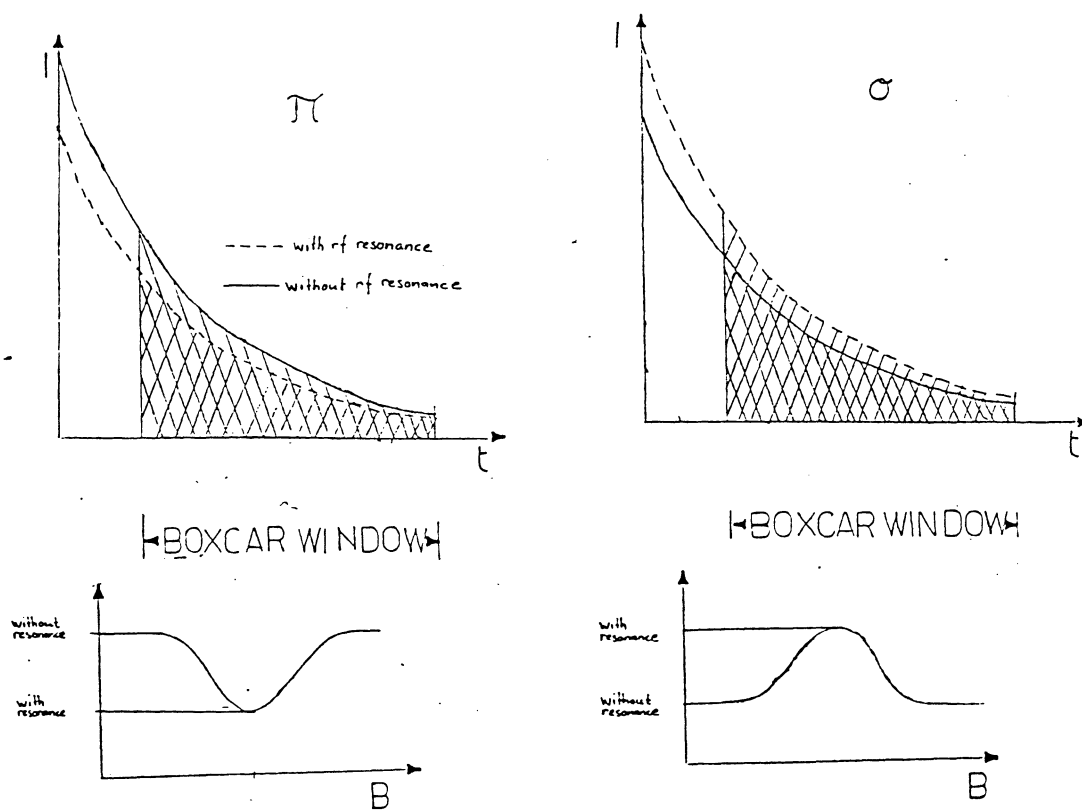 I
π
---- with rf resonance
—— without rf resonance
t
BOXCAR WINDOW
without
resonance
with
resonance
B
I
σ
t
BOXCAR WINDOW
with
resonance
without
resonance
B